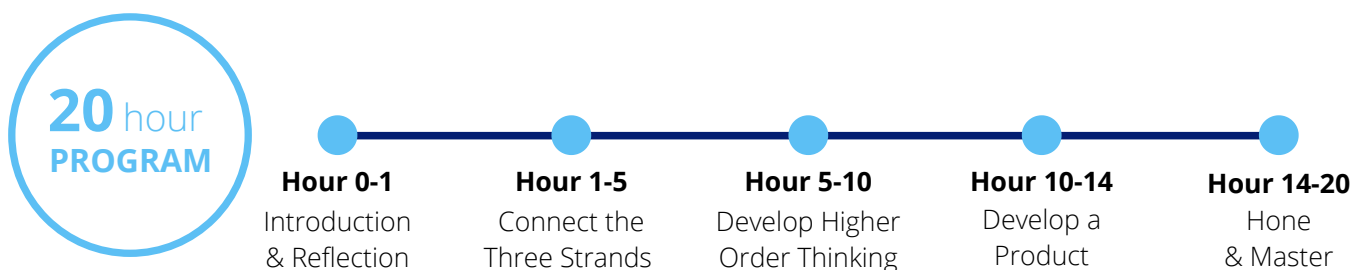 20 hour
PROGRAM
Hour 0-1
Introduction
& Reflection
Hour 1-5
Connect the
Three Strands
Hour 5-10
Develop Higher
Order Thinking
Hour 10-14
Develop a
Product
Hour 14-20
Hone
& Master